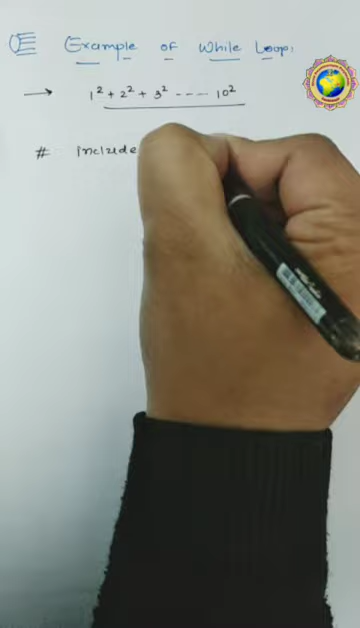 Example of While Loop:
→ 1² + 2² + 3² ---- 10²
# include